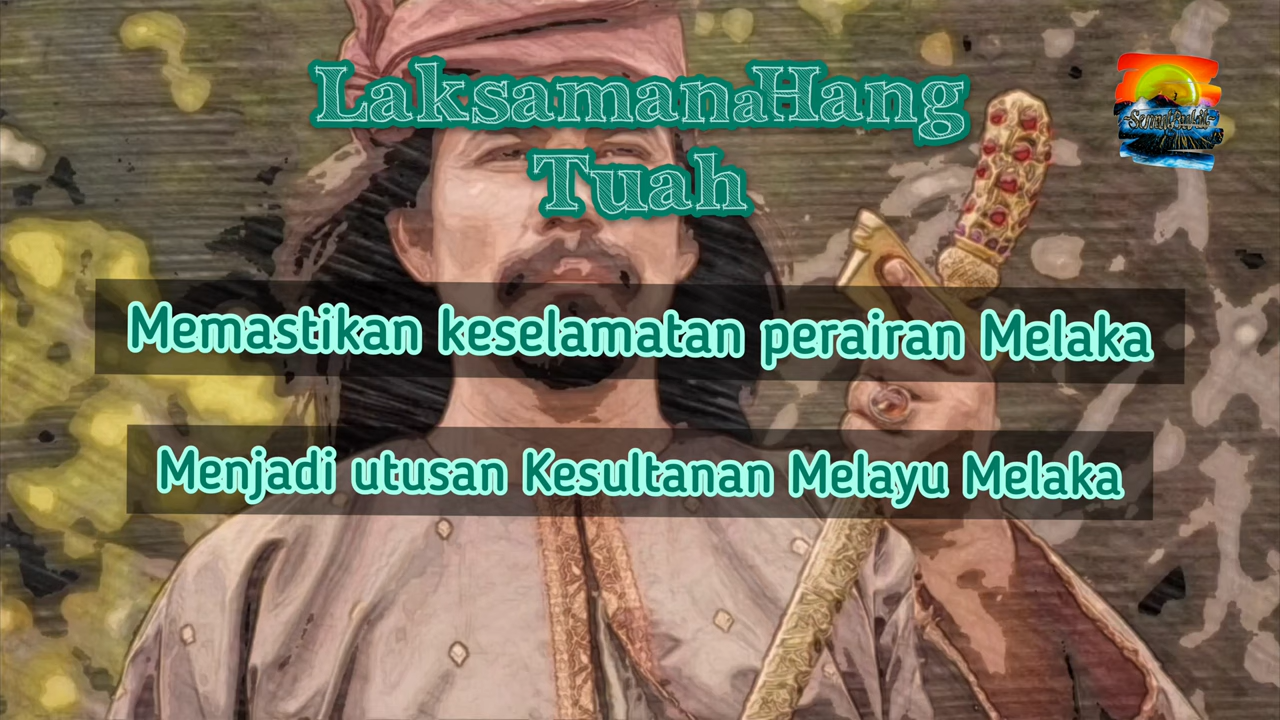 LaksamanaHang
Tuah
Memastikan keselamatan perairan Melaka
Menjadi utusan Kesultanan Melayu Melaka